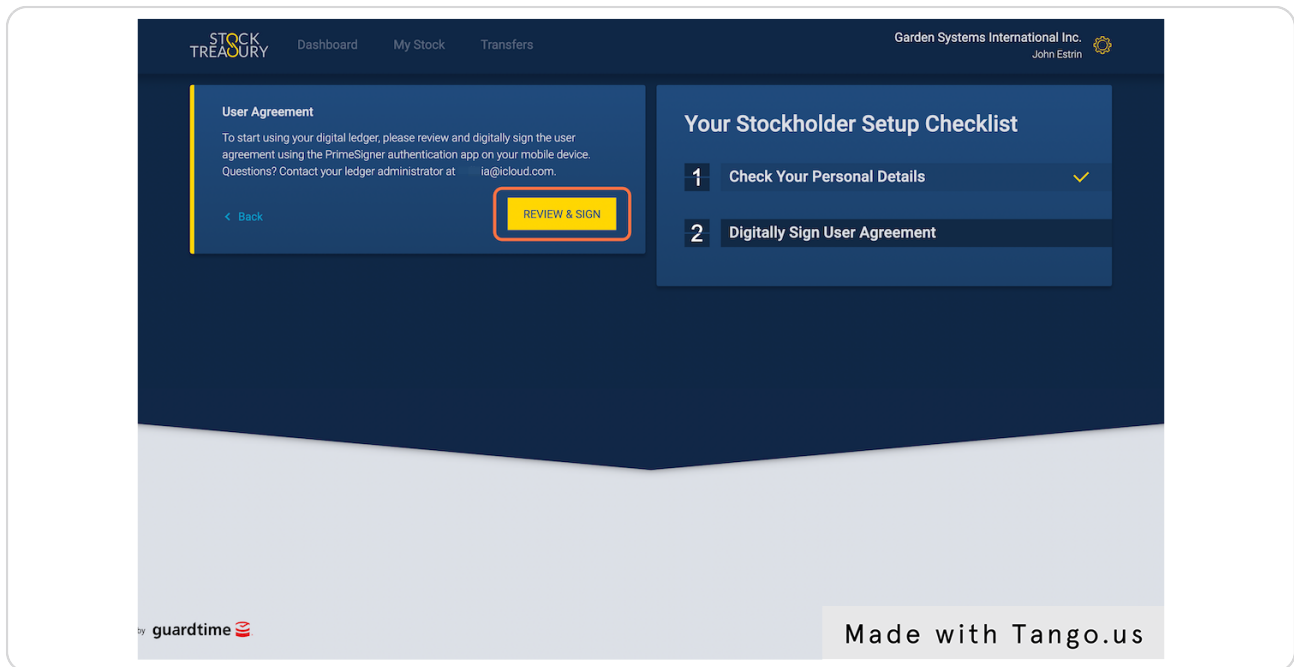 STOCK
TREASURY
Dashboard
My Stock
Transfers
Garden Systems International Inc.
John Estrin
User Agreement
To start using your digital ledger, please review and digitally sign the user
agreement using the PrimeSigner authentication app on your mobile device.
Questions? Contact your ledger administrator at ia@icloud.com.
< Back
REVIEW & SIGN
Your Stockholder Setup Checklist
1 Check Your Personal Details
2 Digitally Sign User Agreement
by guardtime
Made with Tango.us